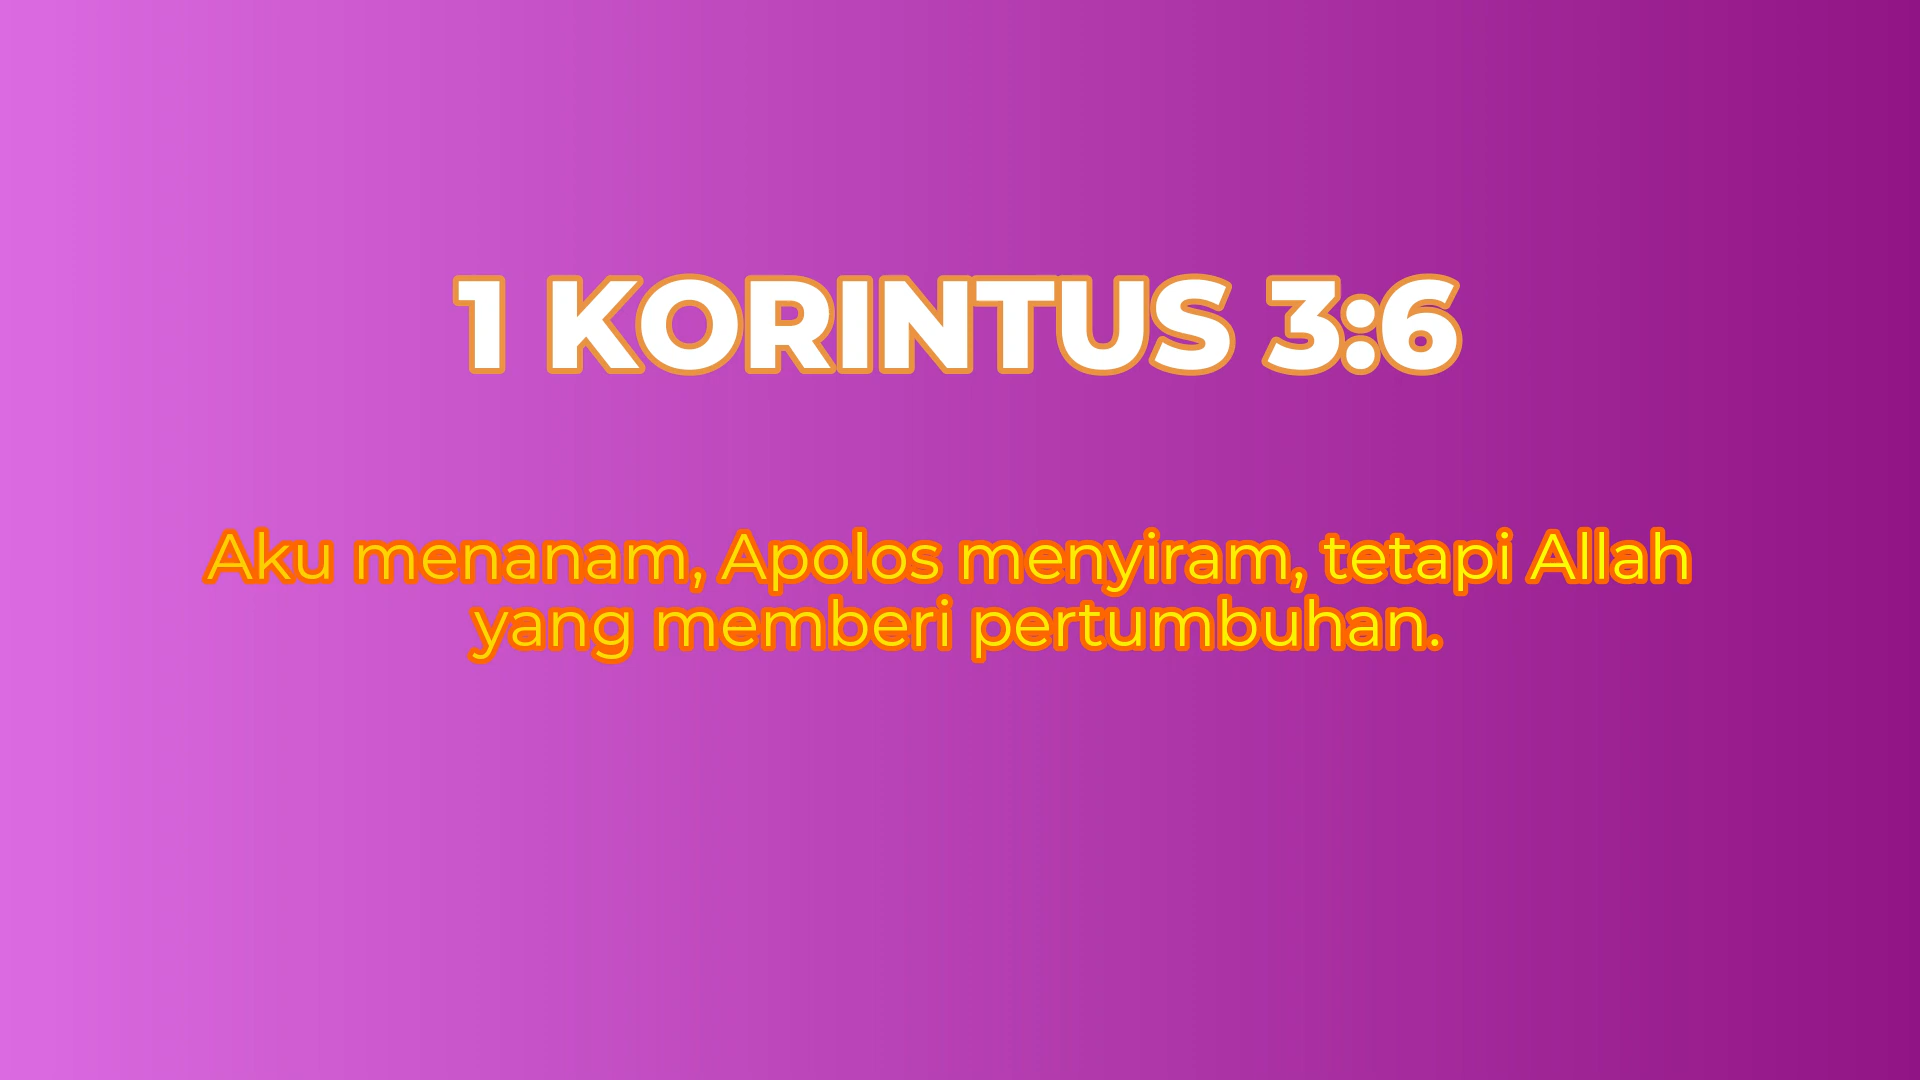 1 KORINTUS 3:6
Aku menanam, Apolos menyiram, tetapi Allah
yang memberi pertumbuhan.